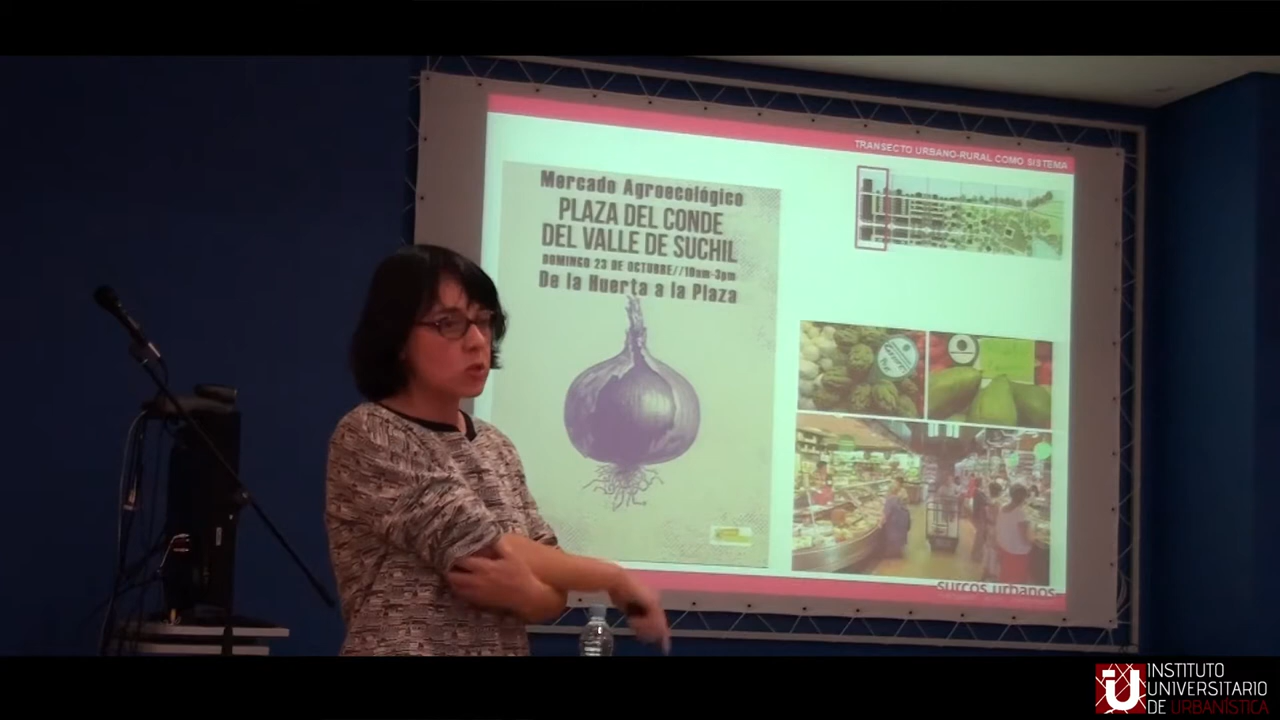 TRANSECTO URBANO-RURAL COMO SISTEMA
Mercado Agroecológico
PLAZA DEL CONDE
DEL VALLE DE SUCHIL
DOMINGO 23 DE OCTUBRE//10am-3pm
De la Huerta a la Plaza
surcos urbanos
iU INSTITUTO
UNIVERSITARIO
DE URBANÍSTICA